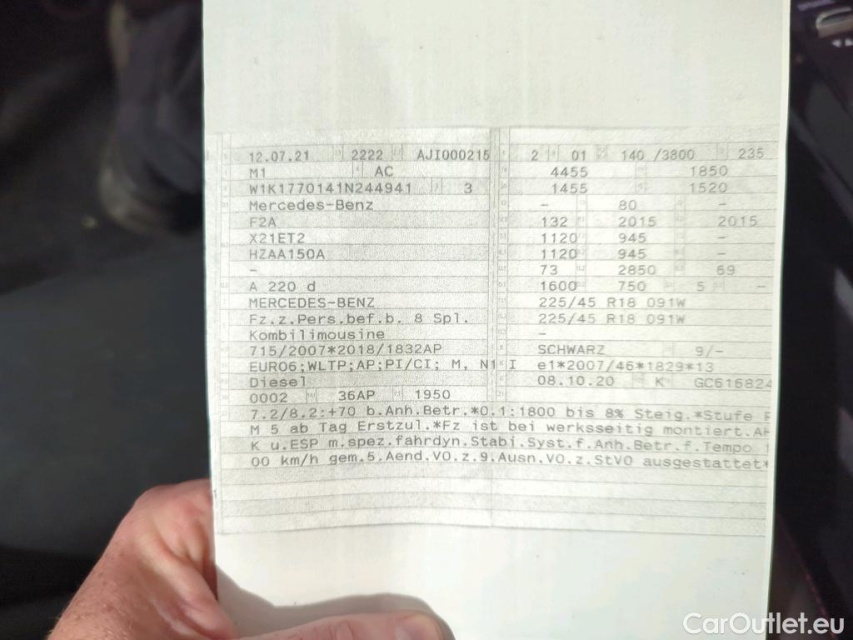 12.07.21 2222 AJI000215 2 01 140 /3800 235
M1 AC 4455 1850
W1K1770141N244941 3 1455 1520
Mercedes-Benz – 80 –
F2A 132 2015 2015
X21ET2 1120 945 –
HZAA150A 1120 945 –
– 73 2850 69
A 220 d 1600 750 5 –
MERCEDES-BENZ 225/45 R18 091W
Fz.z.Pers.bef.b. 8 Spl. 225/45 R18 091W
Kombilimousine –
715/2007*2018/1832AP SCHWARZ 9/–
EURO6;WLTP;AP;PI/CI; M, N1 I e1*2007/46*1829*13
Diesel 08.10.20 K GC616824
0002 36AP 1950
7.2/8.2:+70 b.Anh.Betr.*O.1:1800 bis 8% Steig.*Stufe
M 5 ab Tag Erstzul.*Fz ist bei werksseitig montiert.
K u.ESP m.spez.fahrdyn.Stabi.Syst.f.Anh.Betr.f.Tempo 1
00 km/h gem.5.Aend.VO.z.9.Ausn.VO.z.StVO ausgestattet*
CarOutlet.eu